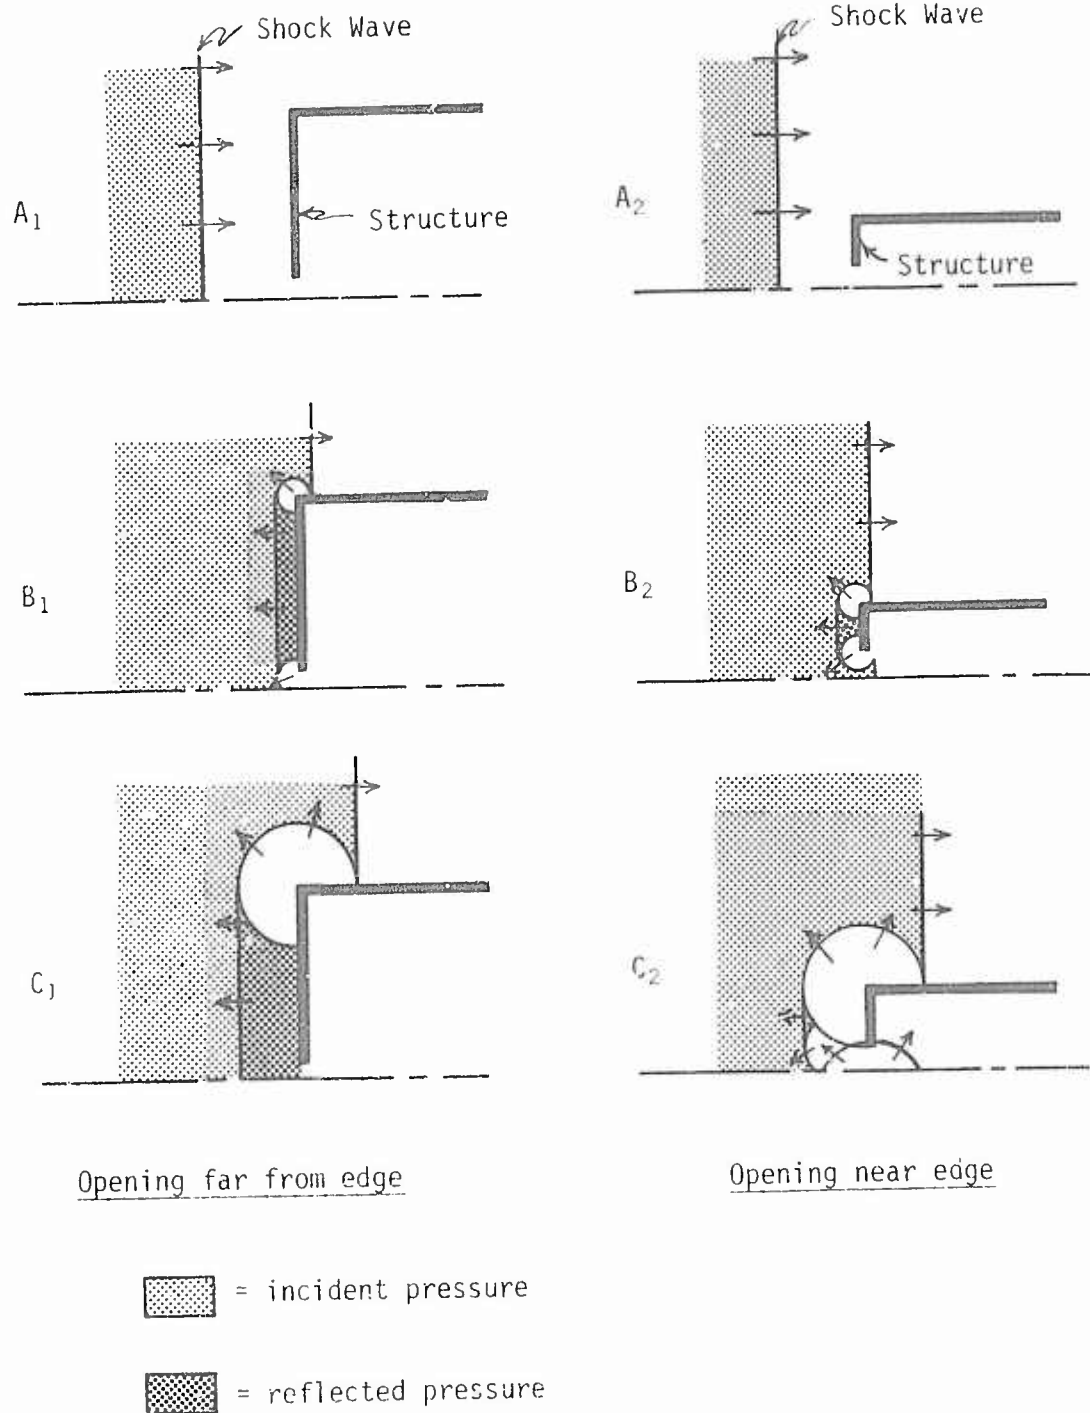 Shock Wave
Shock Wave
A₁
Structure
A₂
Structure
B₁
B₂
C₁
C₂
Opening far from edge
Opening near edge
= incident pressure
= reflected pressure